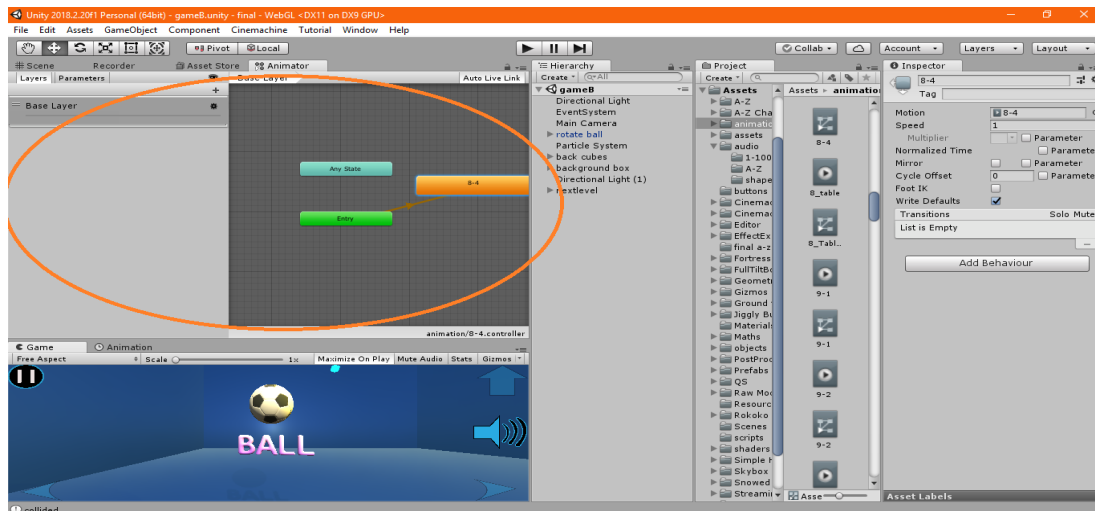 Unity 2018.2.20f1 Personal (64bit) - gameB.unity - final - WebGL <DX11 on DX9 GPU>
File Edit Assets GameObject Component Cinemachine Tutorial Window Help
Pivot Local Collab Account Layers Layout
Scene Recorder Asset Store Animator
Layers Parameters Base Layer Auto Live Link
Base Layer
Any State
8-4
Entry
animation/8-4.controller
Game Animation
Free Aspect Scale 1x Maximize On Play Mute Audio Stats Gizmos
BALL
collided
Hierarchy
Create All
gameB
Directional Light
EventSystem
Main Camera
rotate ball
Particle System
back cubes
background box
Directional Light (1)
nextlevel
Project
Create
Assets
A-Z
A-Z Cha
animatic
assets
audio
1-100
A-Z
shape
buttons
Cinemac
Cinemac
Editor
EffectEx
final a-z
Fortress
FullTiltBo
Geometr
Gizmos
Ground
Jiggly Bu
Materials
Maths
objects
PostProc
Prefabs
QS
Raw Moc
Resourc
Rokoko
Scenes
scripts
shaders
Simple
Skybox
Snowed
Streamin
Assets animatio
8-4
8_table
8_Tabl..
9-1
9-1
9-2
9-2
Asse
Inspector
8-4
Tag
Motion 8-4
Speed 1
Multiplier Parameter
Normalized Time Paramete
Mirror Parameter
Cycle Offset 0 Paramete
Foot IK
Write Defaults
Transitions Solo Mute
List is Empty
Add Behaviour
Asset Labels